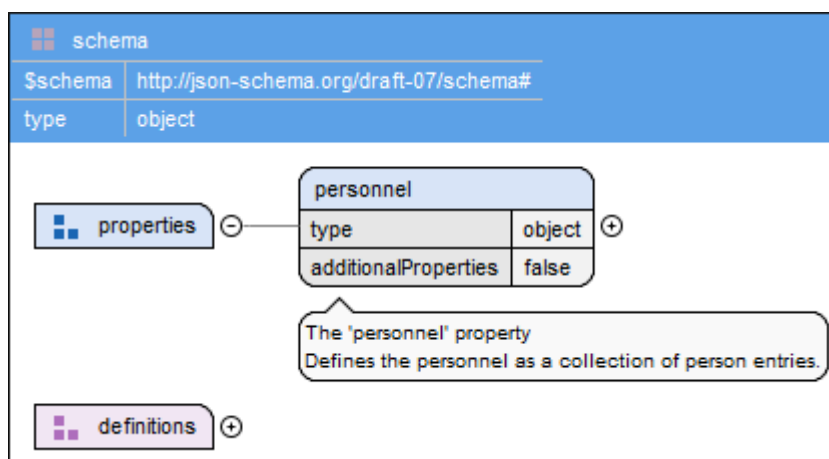 schema
$schema http://json-schema.org/draft-07/schema#
type object
personnel
properties
type object
additionalProperties false
The 'personnel' property
Defines the personnel as a collection of person entries.
definitions